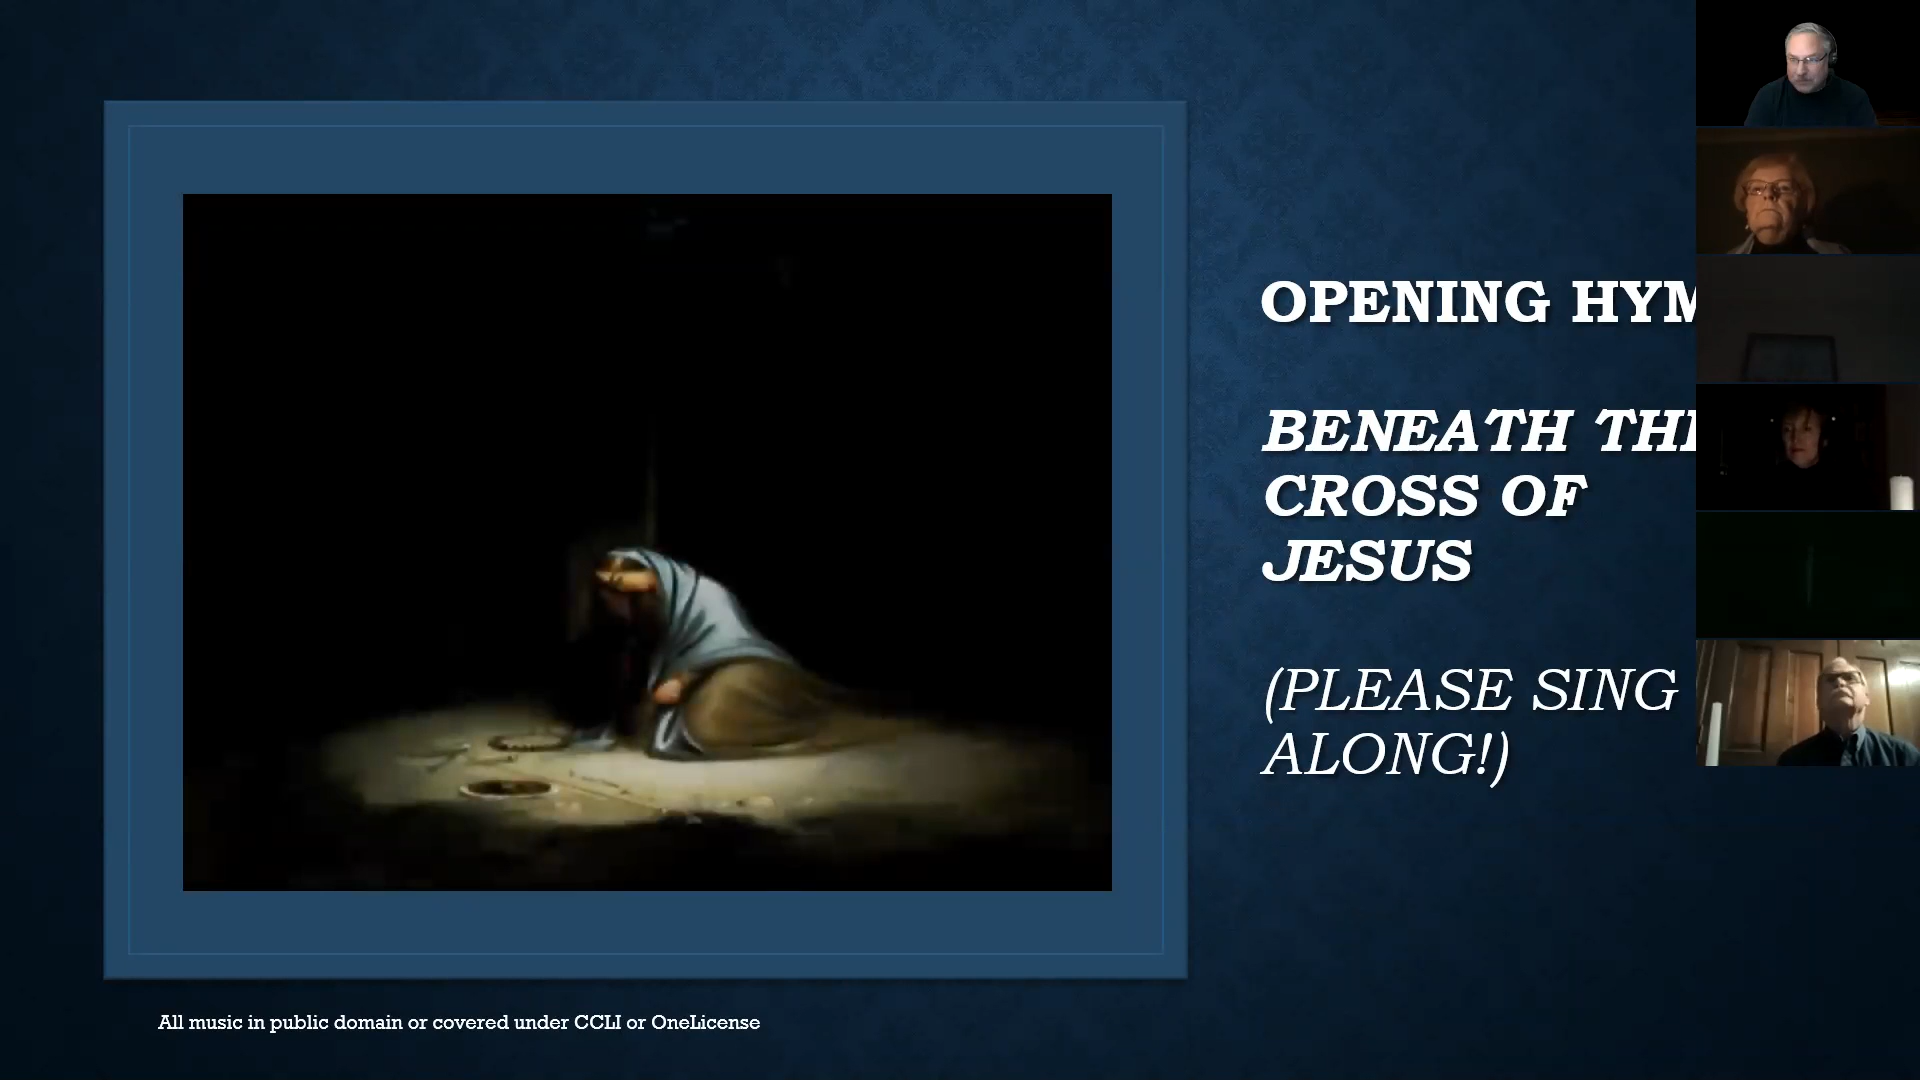 OPENING HYM
BENEATH TH
CROSS OF
JESUS
(PLEASE SING
ALONG!)
All music in public domain or covered under CCLI or OneLicense